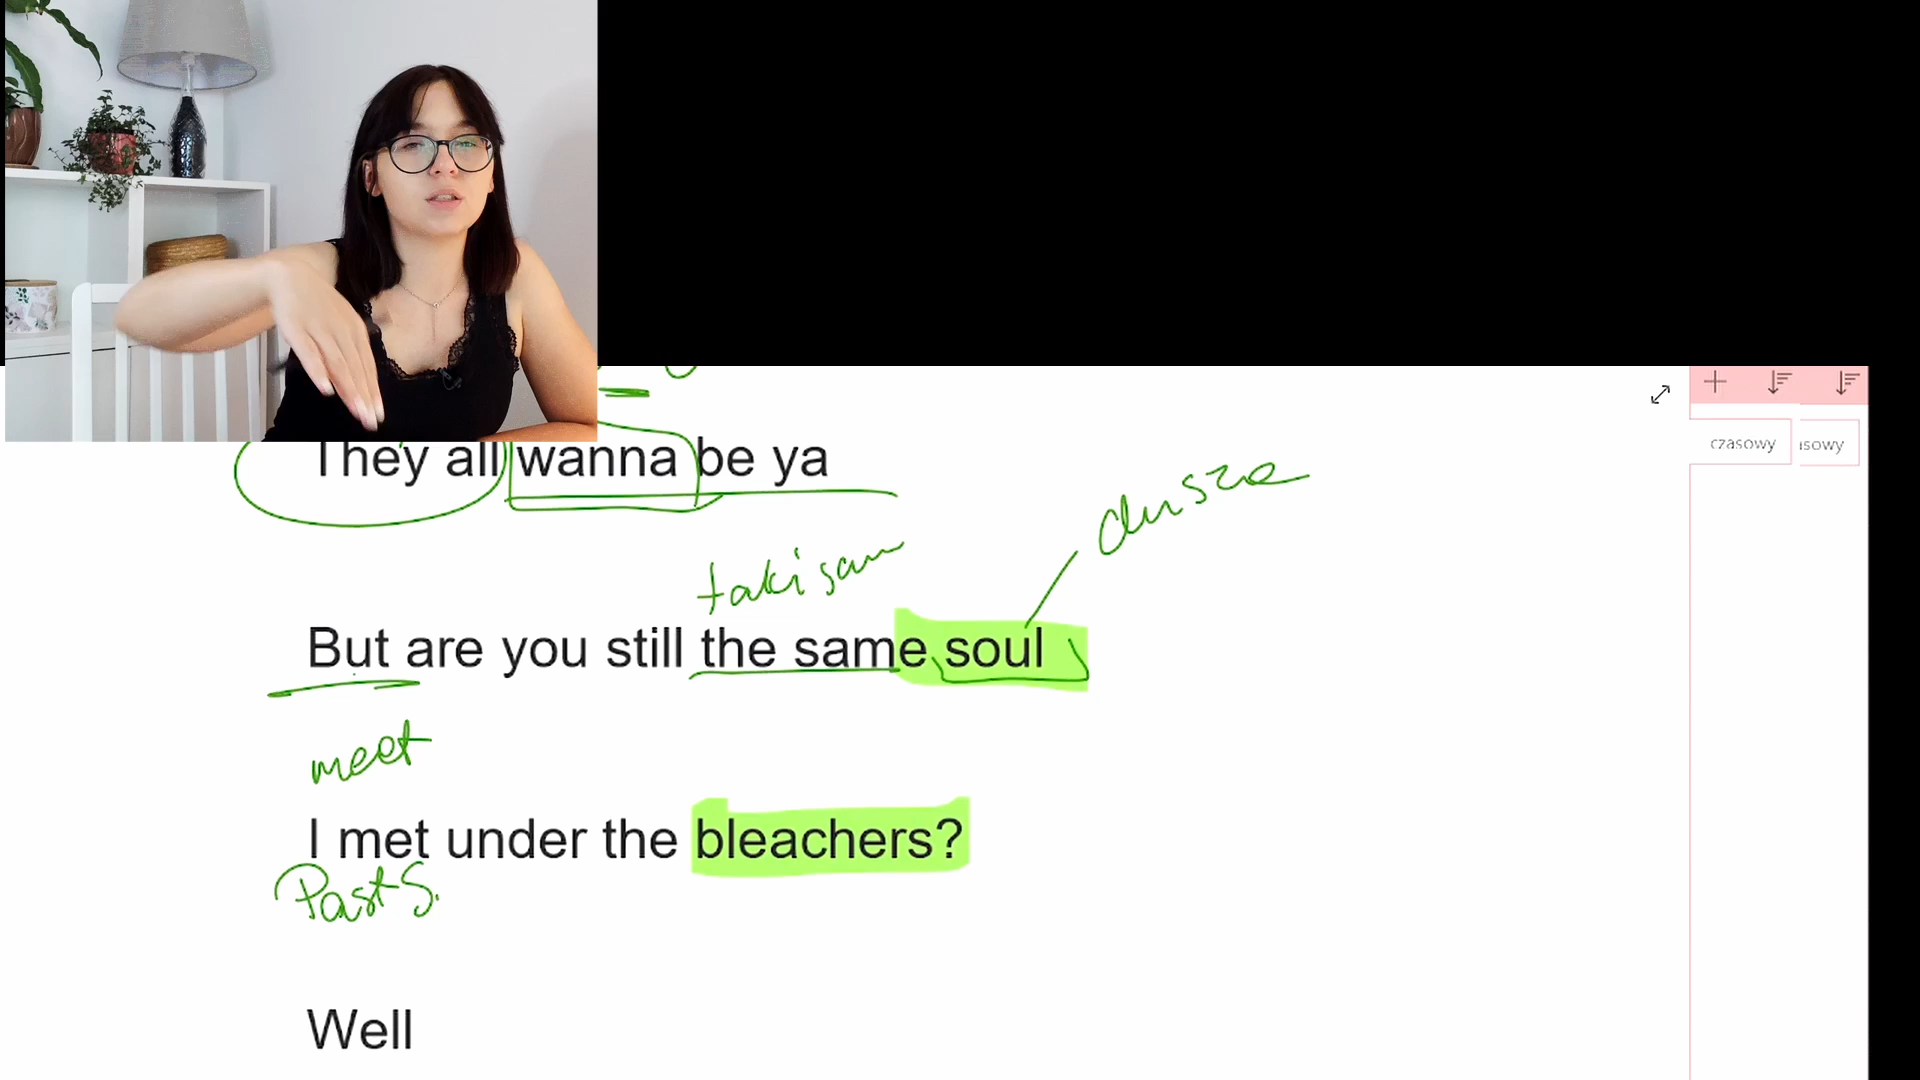 They all wanna be ya
dusza
taki sam
But are you still the same soul
meet
I met under the bleachers?
Past S.
Well
czasowy
asowy